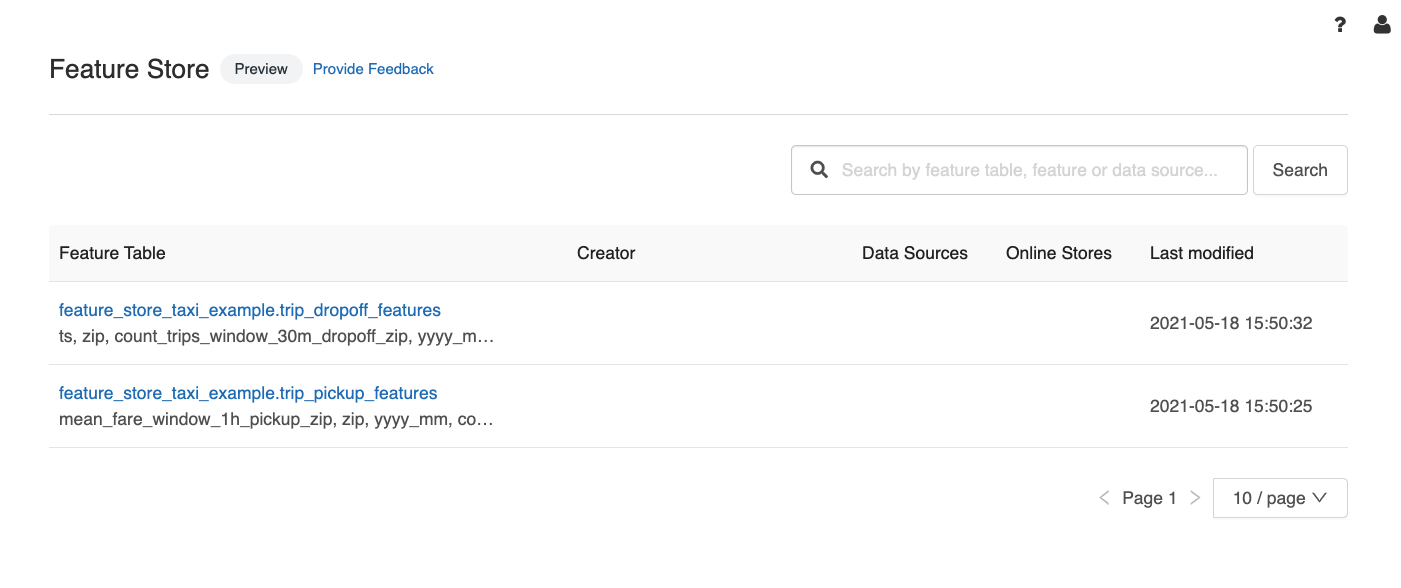 ?
Feature Store Preview Provide Feedback
Search by feature table, feature or data source... Search
Feature Table Creator Data Sources Online Stores Last modified
feature_store_taxi_example.trip_dropoff_features
ts, zip, count_trips_window_30m_dropoff_zip, yyyy_m… 2021-05-18 15:50:32
feature_store_taxi_example.trip_pickup_features
mean_fare_window_1h_pickup_zip, zip, yyyy_mm, co… 2021-05-18 15:50:25
Page 1 10 / page